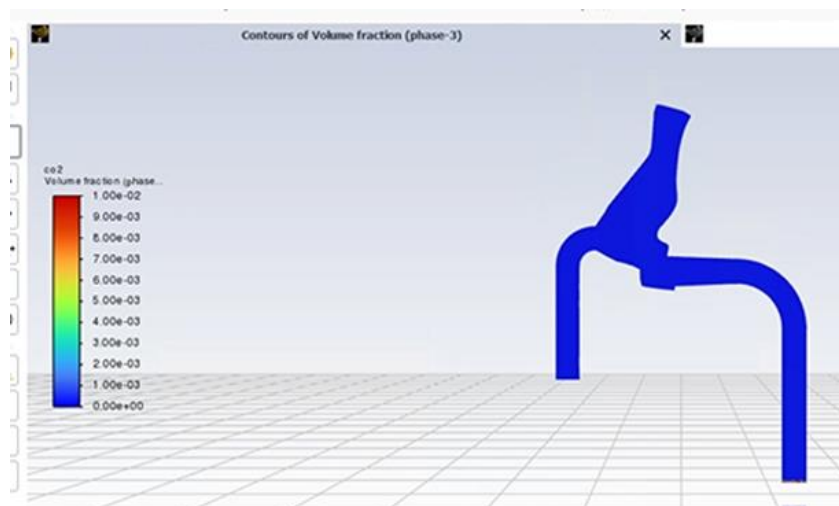 Contours of Volume fraction (phase-3)
co2
Volume fraction (phase...
1.00e-02
9.00e-03
8.00e-03
7.00e-03
6.00e-03
5.00e-03
4.00e-03
3.00e-03
2.00e-03
1.00e-03
0.00e+00